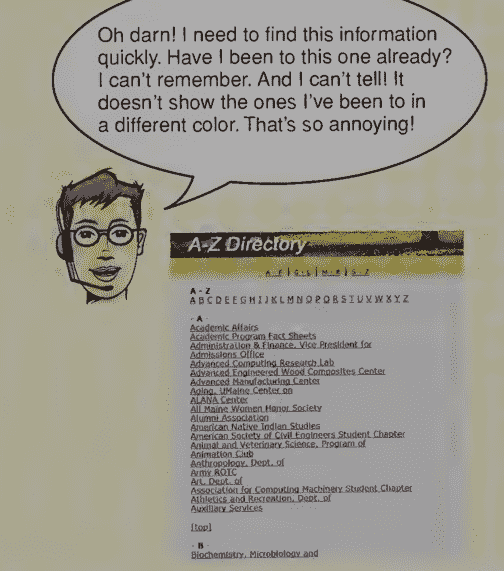 Oh darn! I need to find this information
quickly. Have I been to this one already?
I can't remember. And I can't tell! It
doesn't show the ones I've been to in
a different color. That's so annoying!
A-Z Directory
A-F | G-L | M-R | S-Z
A - Z
A B C D E F G H I J K L M N O P Q R S T U V W X Y Z
- A -
Academic Affairs
Academic Program Fact Sheets
Administration & Finance, Vice President for
Admissions Office
Advanced Computing Research Lab
Advanced Engineered Wood Composites Center
Advanced Manufacturing Center
Aging, UMaine Center on
ALANA Center
All Maine Women Honor Society
Alumni Association
American Native Indian Studies
American Society of Civil Engineers Student Chapter
Animal and Veterinary Science, Program of
Animation Club
Anthropology, Dept. of
Army ROTC
Art, Dept. of
Association for Computing Machinery Student Chapter
Athletics and Recreation, Dept. of
Auxiliary Services
[top]
- B -
Biochemistry, Microbiology and